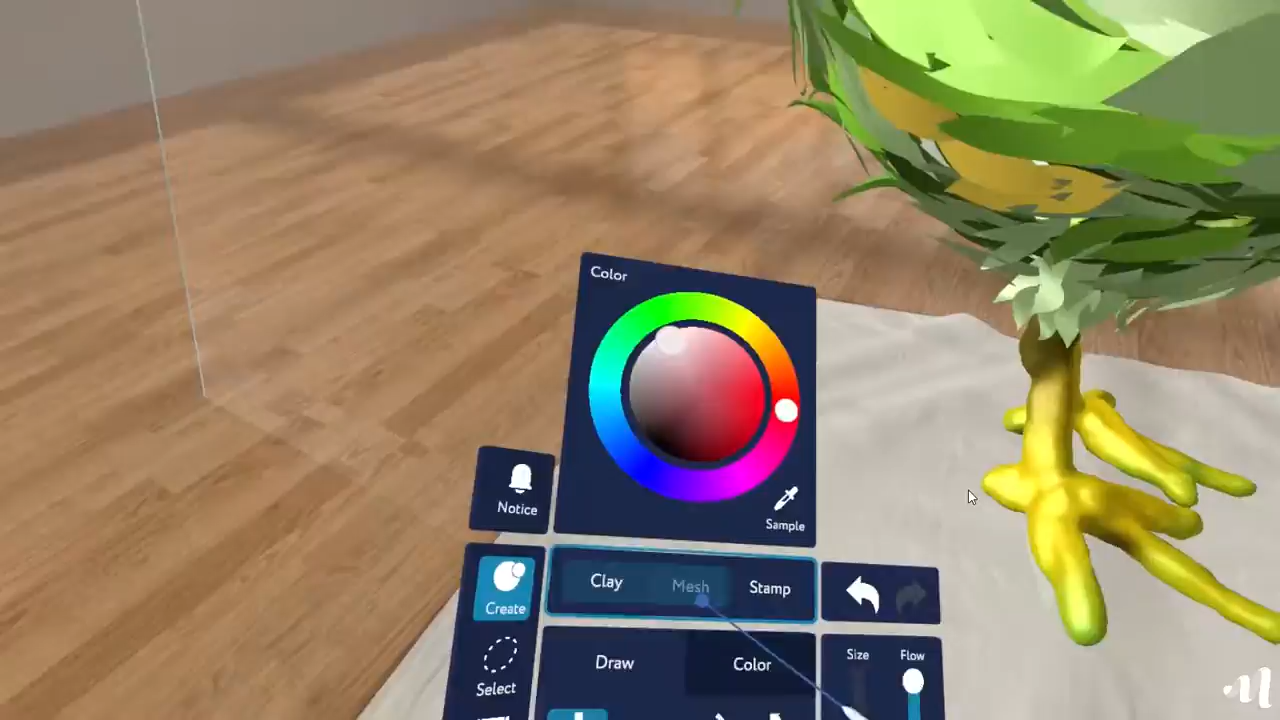 Color
Sample
Notice
Clay Mesh Stamp
Create
Draw Color
Size Flow
Select